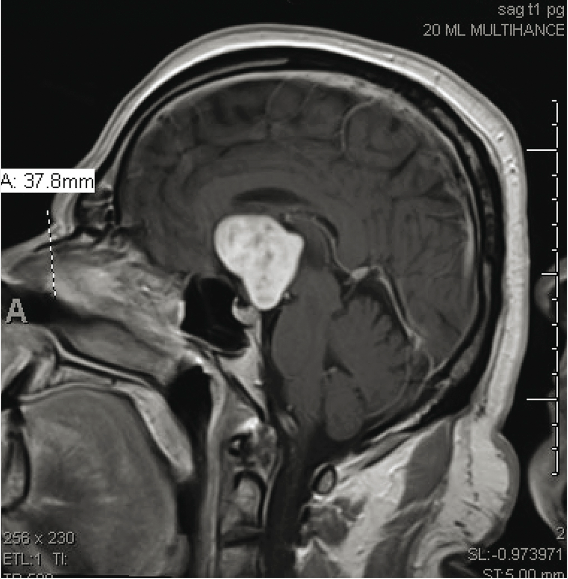 sag t1 pg
20 ML MULTIHANCE
A: 37.8mm
A
256 x 230
ETL:1 TI:
2
SL:-0.973971
ST:5.00 mm